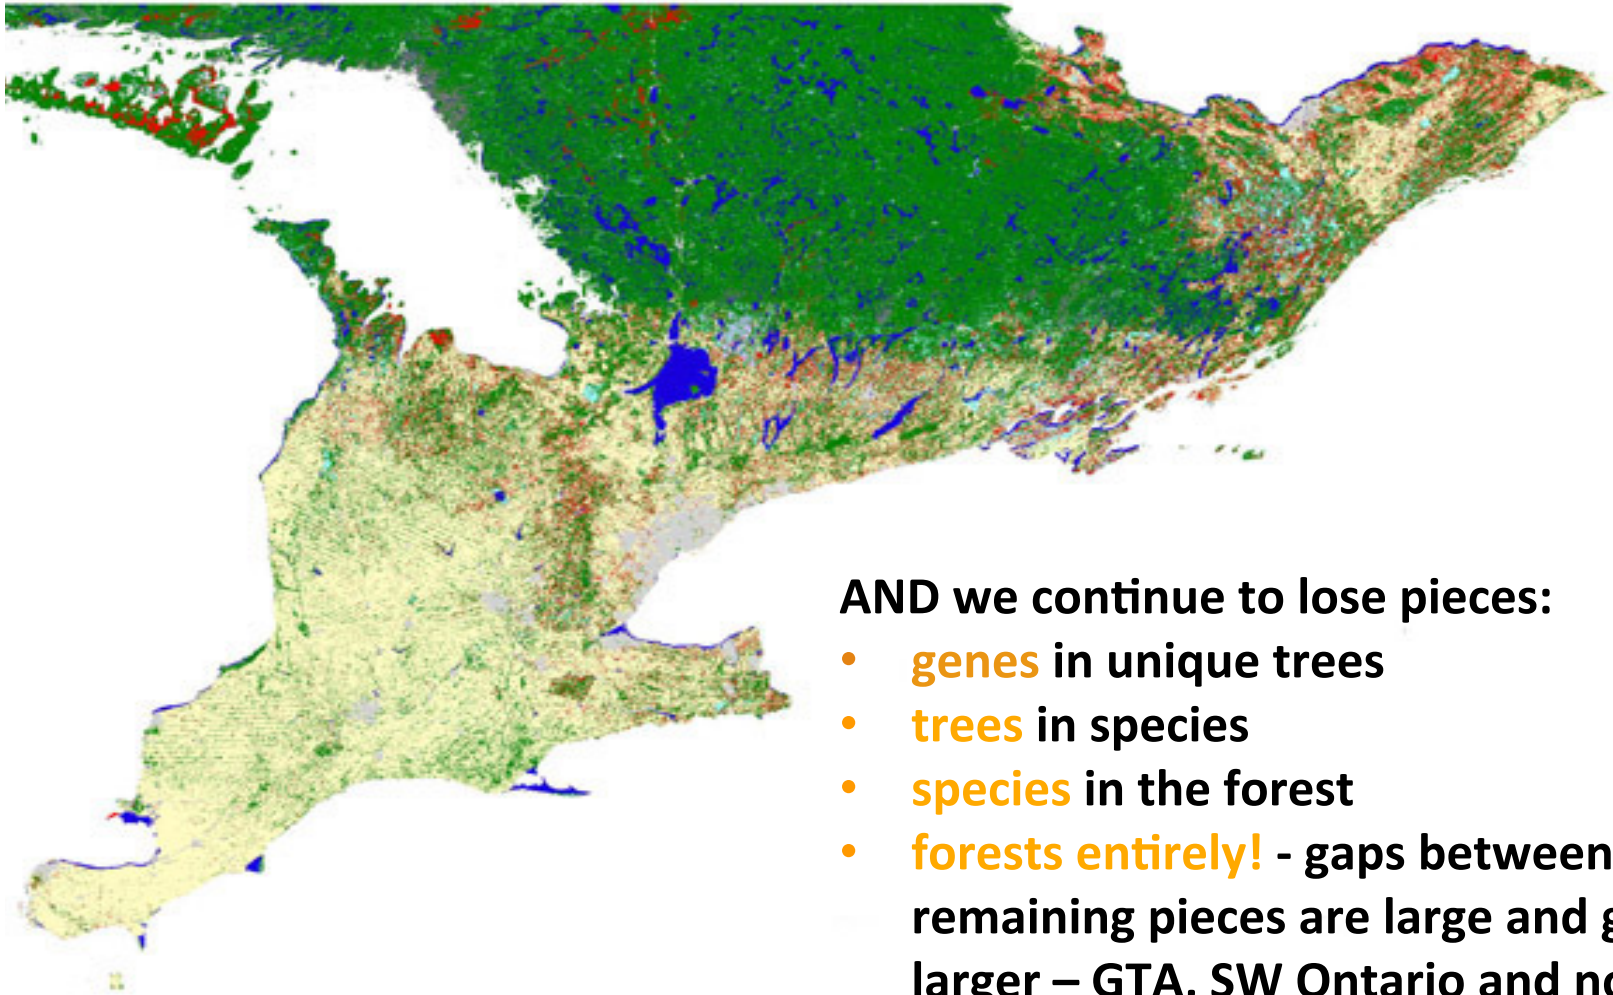 AND we continue to lose pieces:
• genes in unique trees
• trees in species
• species in the forest
• forests entirely! - gaps between
remaining pieces are large and
larger – GTA, SW Ontario and